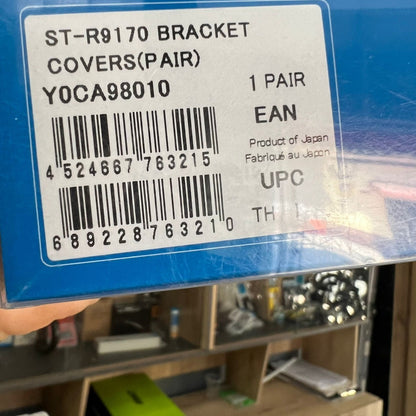 ST-R9170 BRACKET
COVERS(PAIR)
Y0CA98010
1 PAIR
EAN
4 524667 763215
Product of Japan
Fabriqué au Japon
UPC
6 89228 76321 0
TH